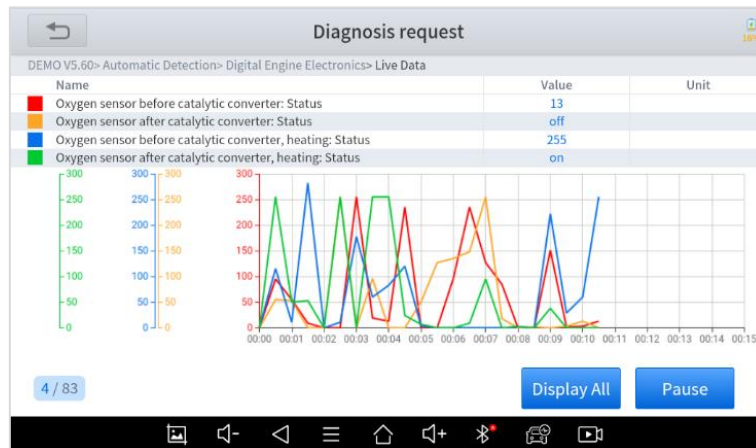 Diagnosis request
16%
DEMO V5.60> Automatic Detection> Digital Engine Electronics> Live Data
Name Value Unit
Oxygen sensor before catalytic converter: Status 13
Oxygen sensor after catalytic converter: Status off
Oxygen sensor before catalytic converter, heating: Status 255
Oxygen sensor after catalytic converter, heating: Status on
300 300 300 300
250 250 250 250
200 200 200 200
150 150 150 150
100 100 100 100
50 50 50 50
0 0 0 0
00:00 00:01 00:02 00:03 00:04 00:05 00:06 00:07 00:08 00:09 00:10 00:11 00:12 00:13 00:14 00:15
4 / 83
Display All
Pause